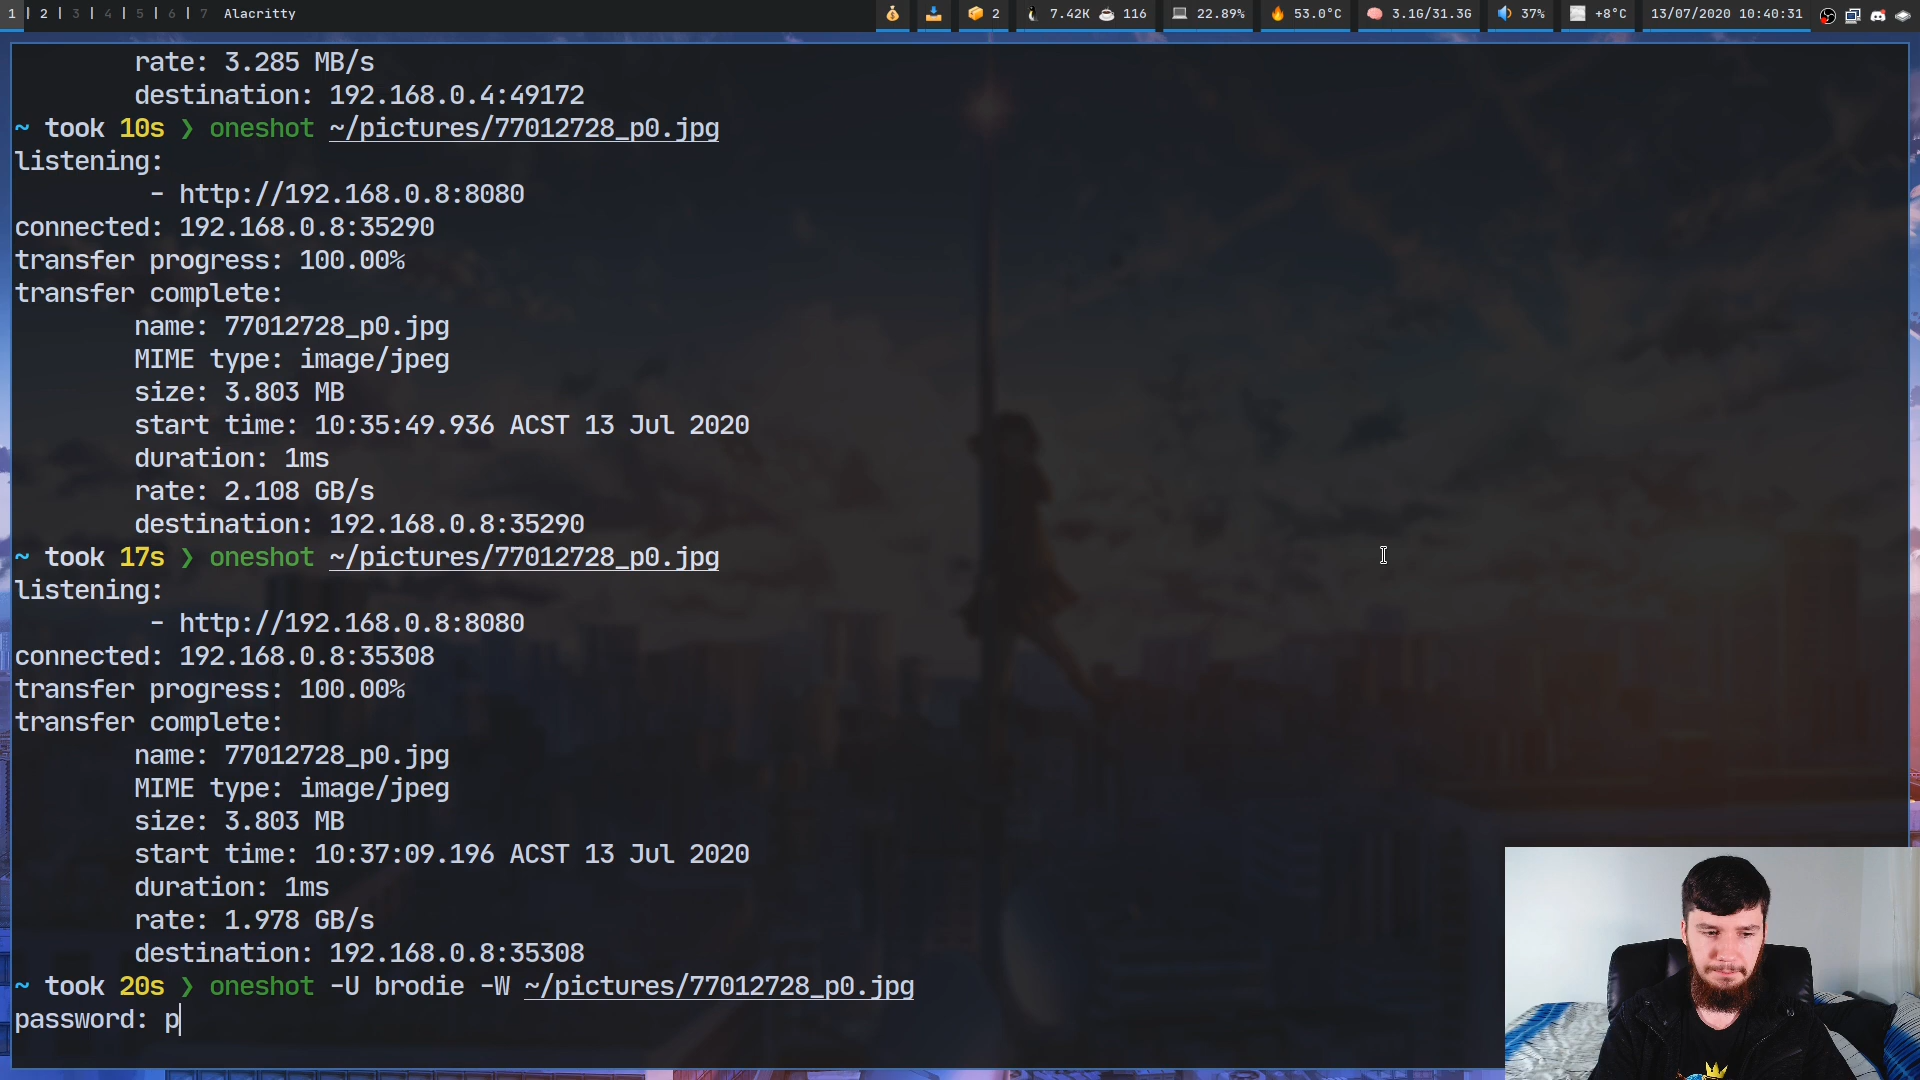 1 | 2 | 3 | 4 | 5 | 6 | 7 Alacritty 2 7.42K 116 22.89% 53.0°C 3.1G/31.3G 37% +8°C 13/07/2020 10:40:31
rate: 3.285 MB/s
destination: 192.168.0.4:49172
~ took 10s ❯ oneshot ~/pictures/77012728_p0.jpg
listening:
- http://192.168.0.8:8080
connected: 192.168.0.8:35290
transfer progress: 100.00%
transfer complete:
name: 77012728_p0.jpg
MIME type: image/jpeg
size: 3.803 MB
start time: 10:35:49.936 ACST 13 Jul 2020
duration: 1ms
rate: 2.108 GB/s
destination: 192.168.0.8:35290
~ took 17s ❯ oneshot ~/pictures/77012728_p0.jpg
listening:
- http://192.168.0.8:8080
connected: 192.168.0.8:35308
transfer progress: 100.00%
transfer complete:
name: 77012728_p0.jpg
MIME type: image/jpeg
size: 3.803 MB
start time: 10:37:09.196 ACST 13 Jul 2020
duration: 1ms
rate: 1.978 GB/s
destination: 192.168.0.8:35308
~ took 20s ❯ oneshot -U brodie -W ~/pictures/77012728_p0.jpg
password: p